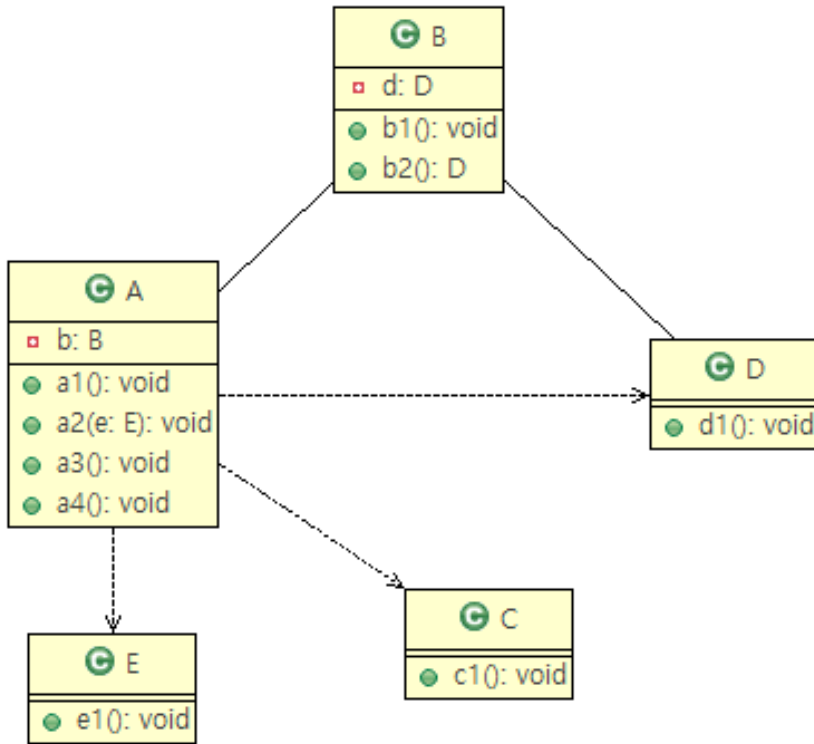 C B
d: D
b1(): void
b2(): D
C A
b: B
a1(): void
a2(e: E): void
a3(): void
a4(): void
C D
d1(): void
C C
c1(): void
C E
e1(): void